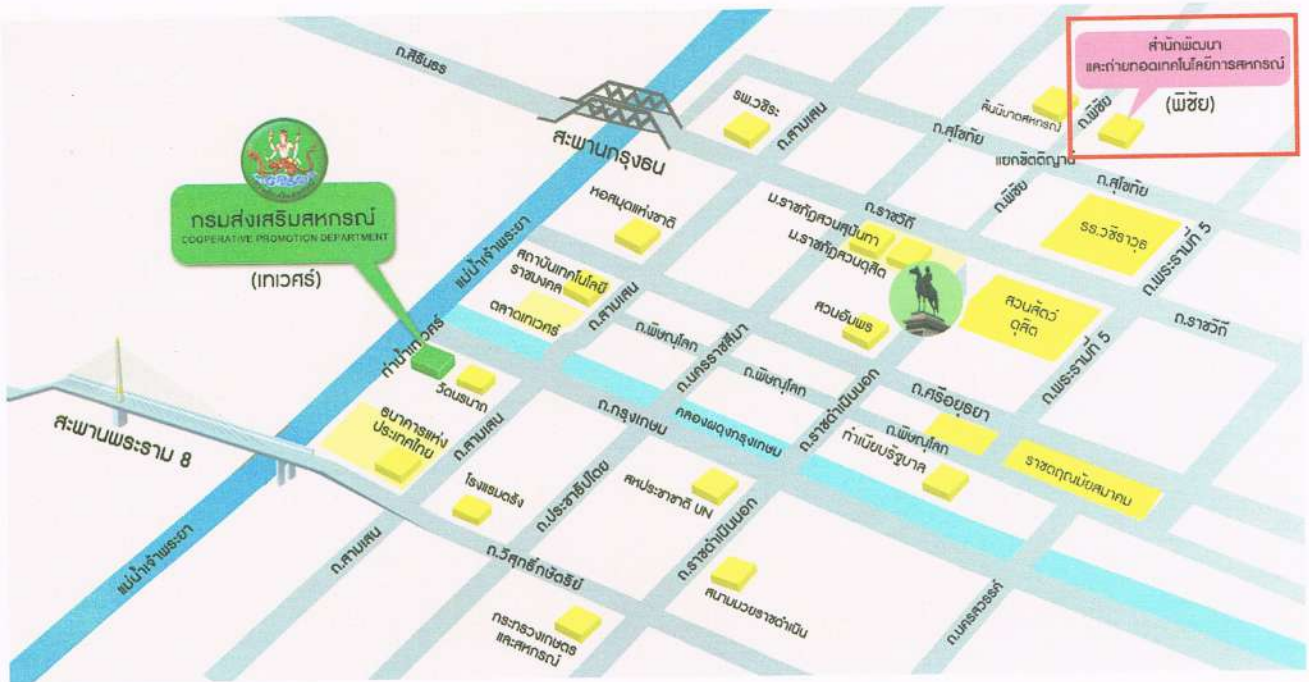 ถ.สิรินธร
สะพานกรุงธน
รพ.วชิระ
ถ.สามเสน
สันนิบาตสหกรณ์
ถ.พิชัย
สำนักพัฒนา
และถ่ายทอดเทคโนโลยีการสหกรณ์
(พิชัย)
ถ.สุโขทัย
แยกขัตติญานี
ถ.พิชัย
ถ.สุโขทัย
กรมส่งเสริมสหกรณ์
COOPERATIVE PROMOTION DEPARTMENT
(เทเวศร์)
แม่น้ำเจ้าพระยา
หอสมุดแห่งชาติ
ม.ราชภัฏสวนสุนันทา
ม.ราชภัฏสวนดุสิต
ถ.ราชวิถี
รร.วชิราวุธ
ถ.พระรามที่ 5
สถาบันเทคโนโลยี
ราชมงคล
ตลาดเทเวศร์
ถ.สามเสน
ถ.พิษณุโลก
ถ.นครราชสีมา
สวนอัมพร
สวนสัตว์
ดุสิต
ถ.ราชวิถี
ท่าน้ำเทเวศร์
วัดนรนาถ
ถ.พิษณุโลก
ถ.ศรีอยุธยา
ถ.พระรามที่ 5
สะพานพระราม 8
ธนาคารแห่ง
ประเทศไทย
ถ.สามเสน
ถ.กรุงเกษม
คลองผดุงกรุงเกษม
ถ.ราชดำเนินนอก
ถ.พิษณุโลก
ทำเนียบรัฐบาล
ราชตฤณมัยสมาคม
โรงแรมตรัง
ถ.ประชาธิปไตย
สหประชาชาติ UN
แม่น้ำเจ้าพระยา
ถ.สามเสน
ถ.วิสุทธิ์กษัตริย์
ถ.ราชดำเนินนอก
สนามมวยราชดำเนิน
ถ.นครสวรรค์
กระทรวงเกษตร
และสหกรณ์